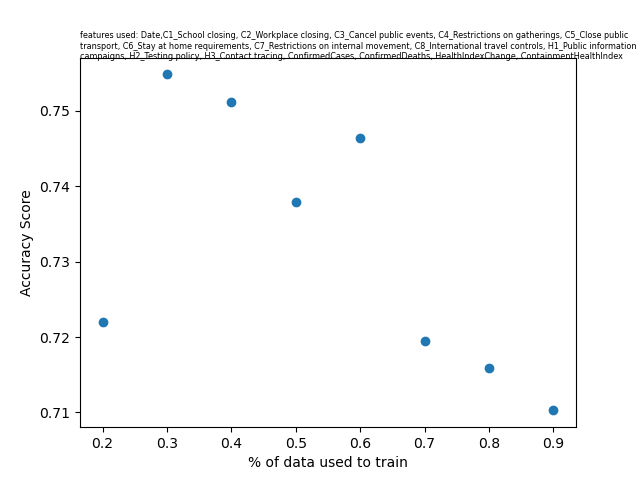 features used: Date,C1_School closing, C2_Workplace closing, C3_Cancel public events, C4_Restrictions on gatherings, C5_Close public
transport, C6_Stay at home requirements, C7_Restrictions on internal movement, C8_International travel controls, H1_Public information
campaigns, H2_Testing policy, H3_Contact tracing, ConfirmedCases, ConfirmedDeaths, HealthIndexChange, ContainmentHealthIndex
0.75
0.74
0.73
0.72
0.71
Accuracy Score
0.2 0.3 0.4 0.5 0.6 0.7 0.8 0.9
% of data used to train